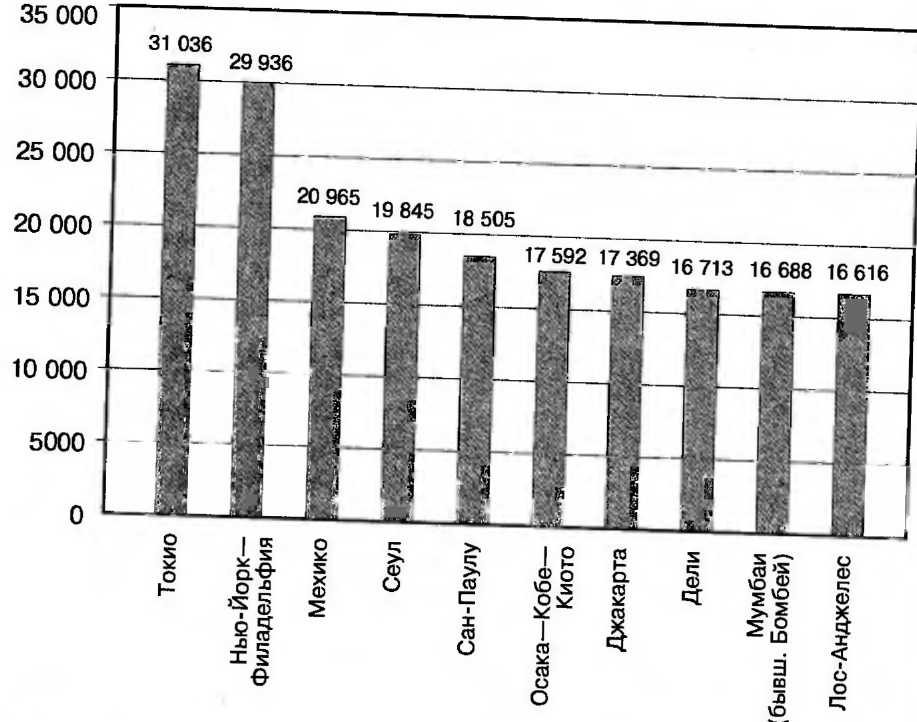 35 000
30 000
25 000
20 000
15 000
10 000
5000
0
31 036
29 936
20 965
19 845
18 505
17 592
17 369
16 713
16 688
16 616
Токио
Нью-Йорк—
Филадельфия
Мехико
Сеул
Сан-Паулу
Осака—Кобе—
Киото
Джакарта
Дели
Мумбаи
(бывш. Бомбей)
Лос-Анджелес